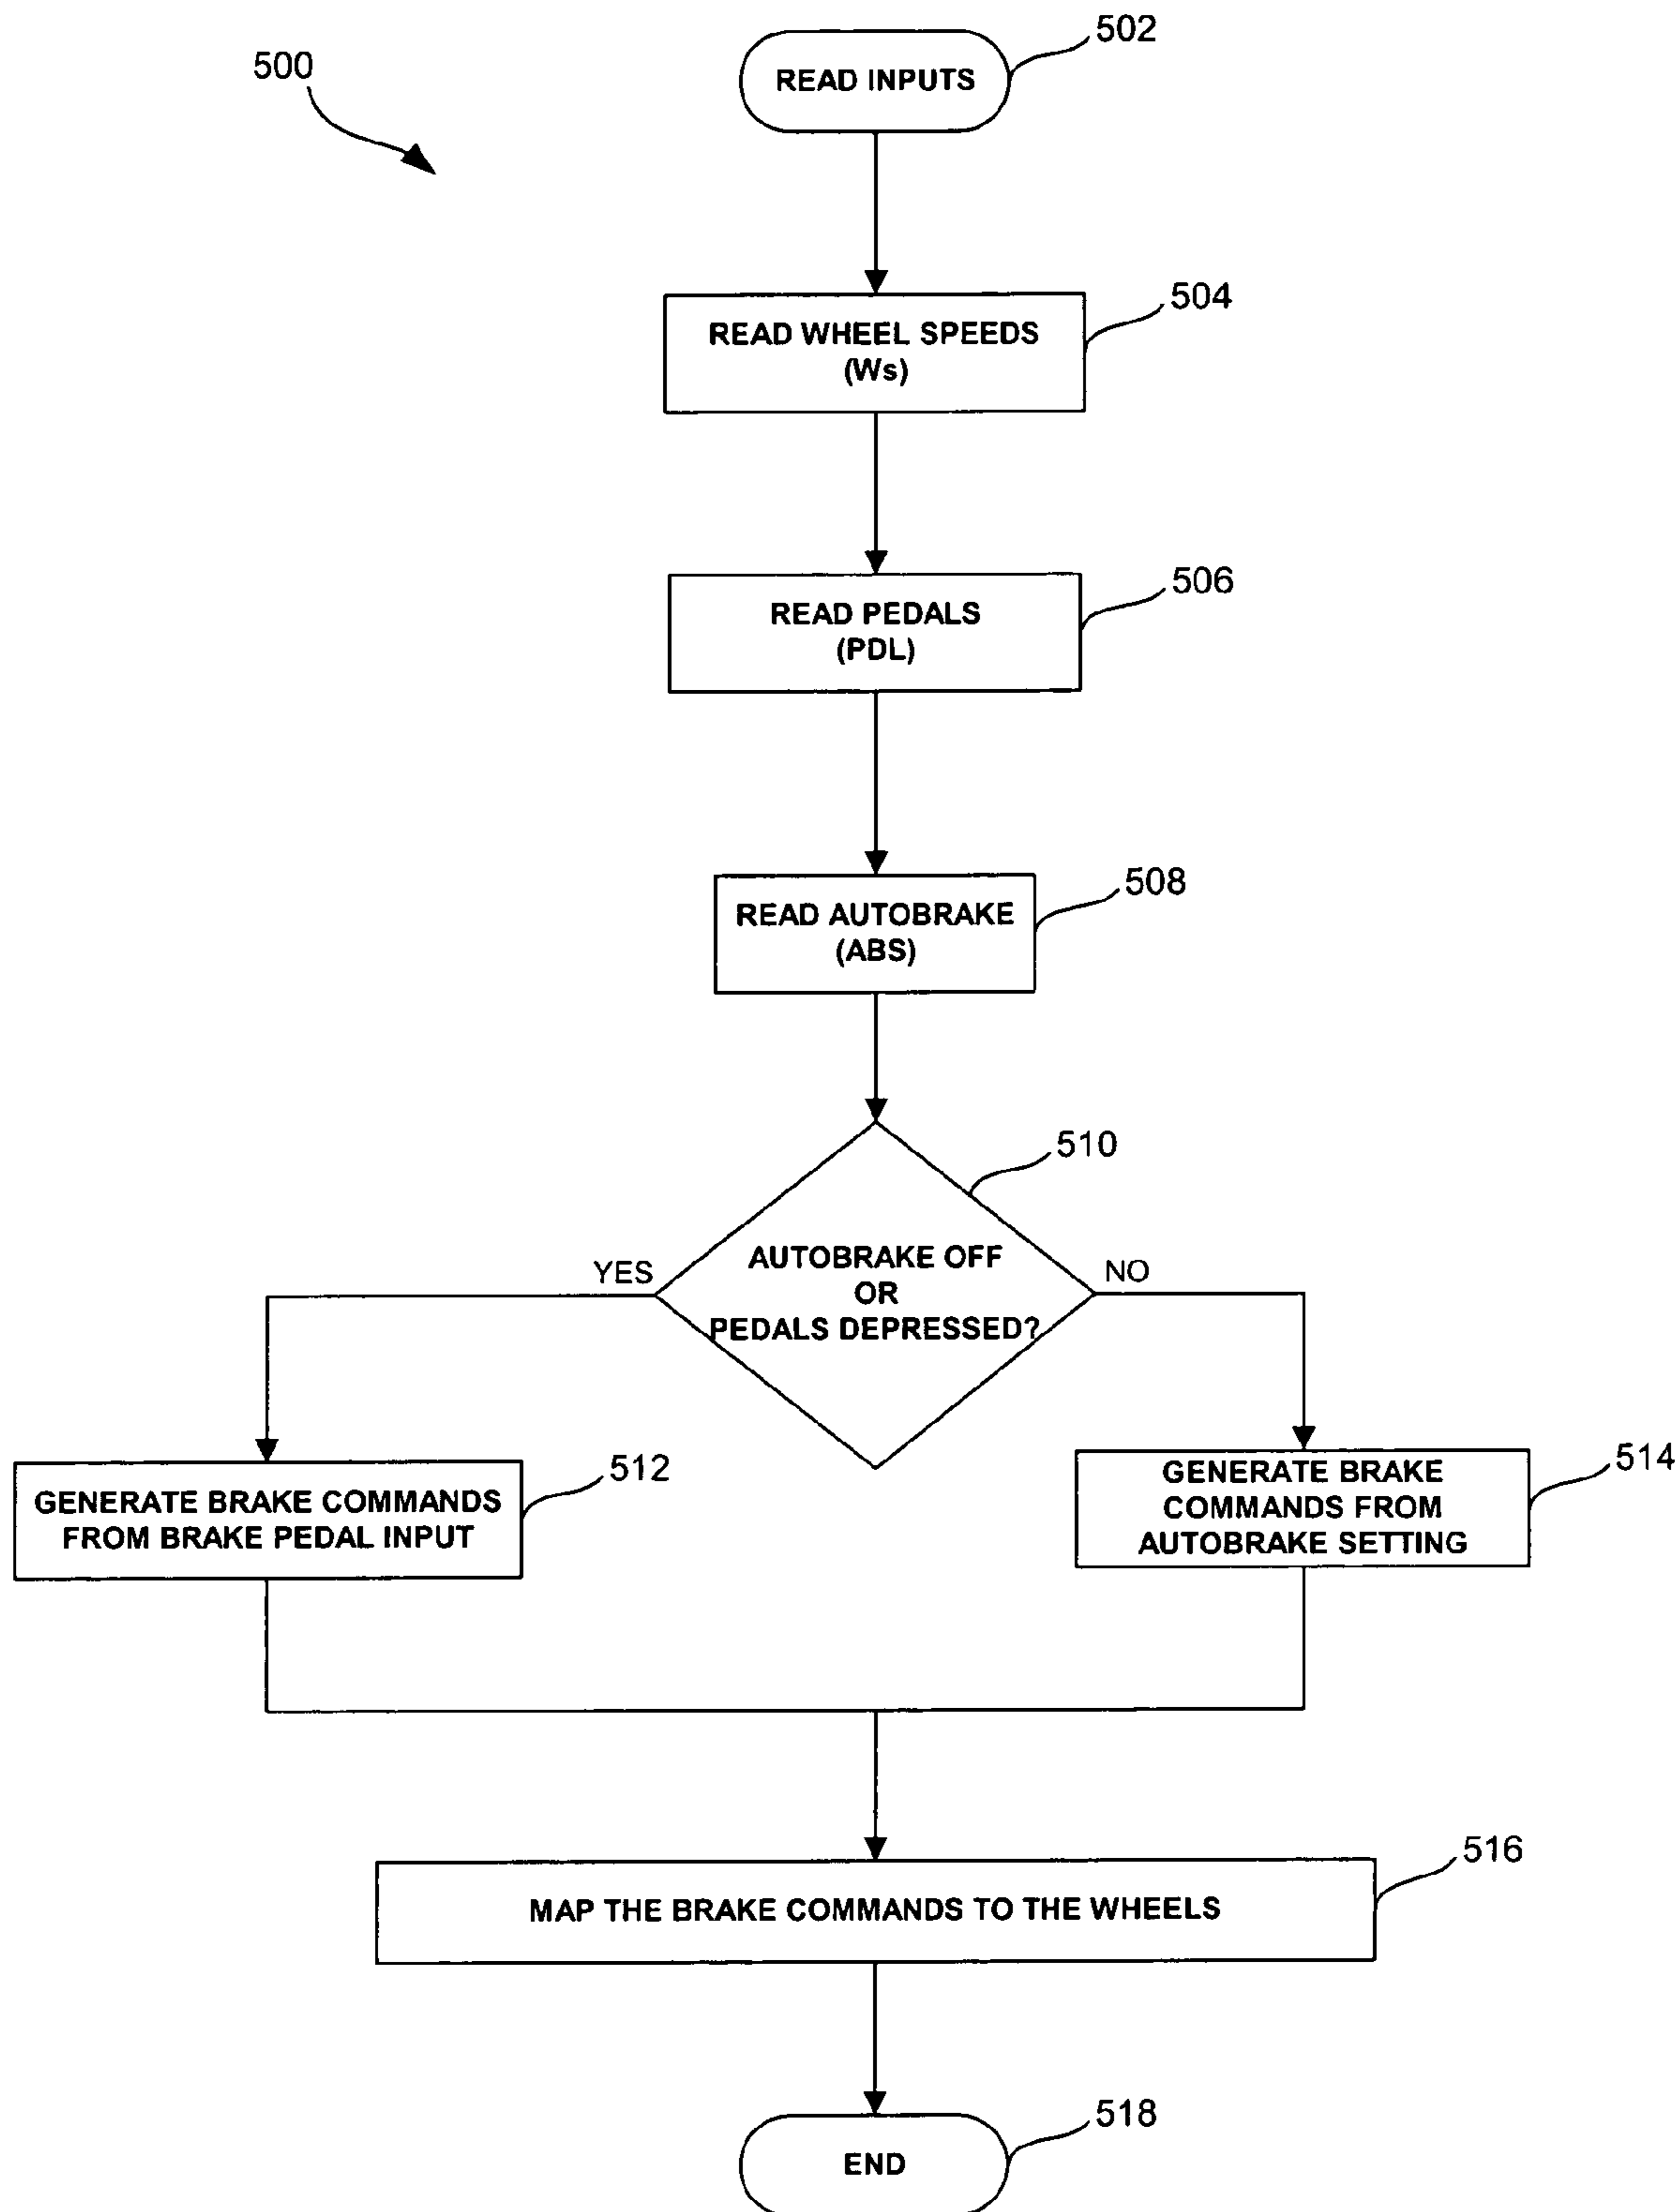 502
500
READ INPUTS
504
READ WHEEL SPEEDS
(Ws)
506
READ PEDALS
(PDL)
508
READ AUTOBRAKE
(ABS)
510
AUTOBRAKE OFF
OR
PEDALS DEPRESSED?
YES
NO
512
GENERATE BRAKE COMMANDS
FROM BRAKE PEDAL INPUT
514
GENERATE BRAKE
COMMANDS FROM
AUTOBRAKE SETTING
516
MAP THE BRAKE COMMANDS TO THE WHEELS
518
END